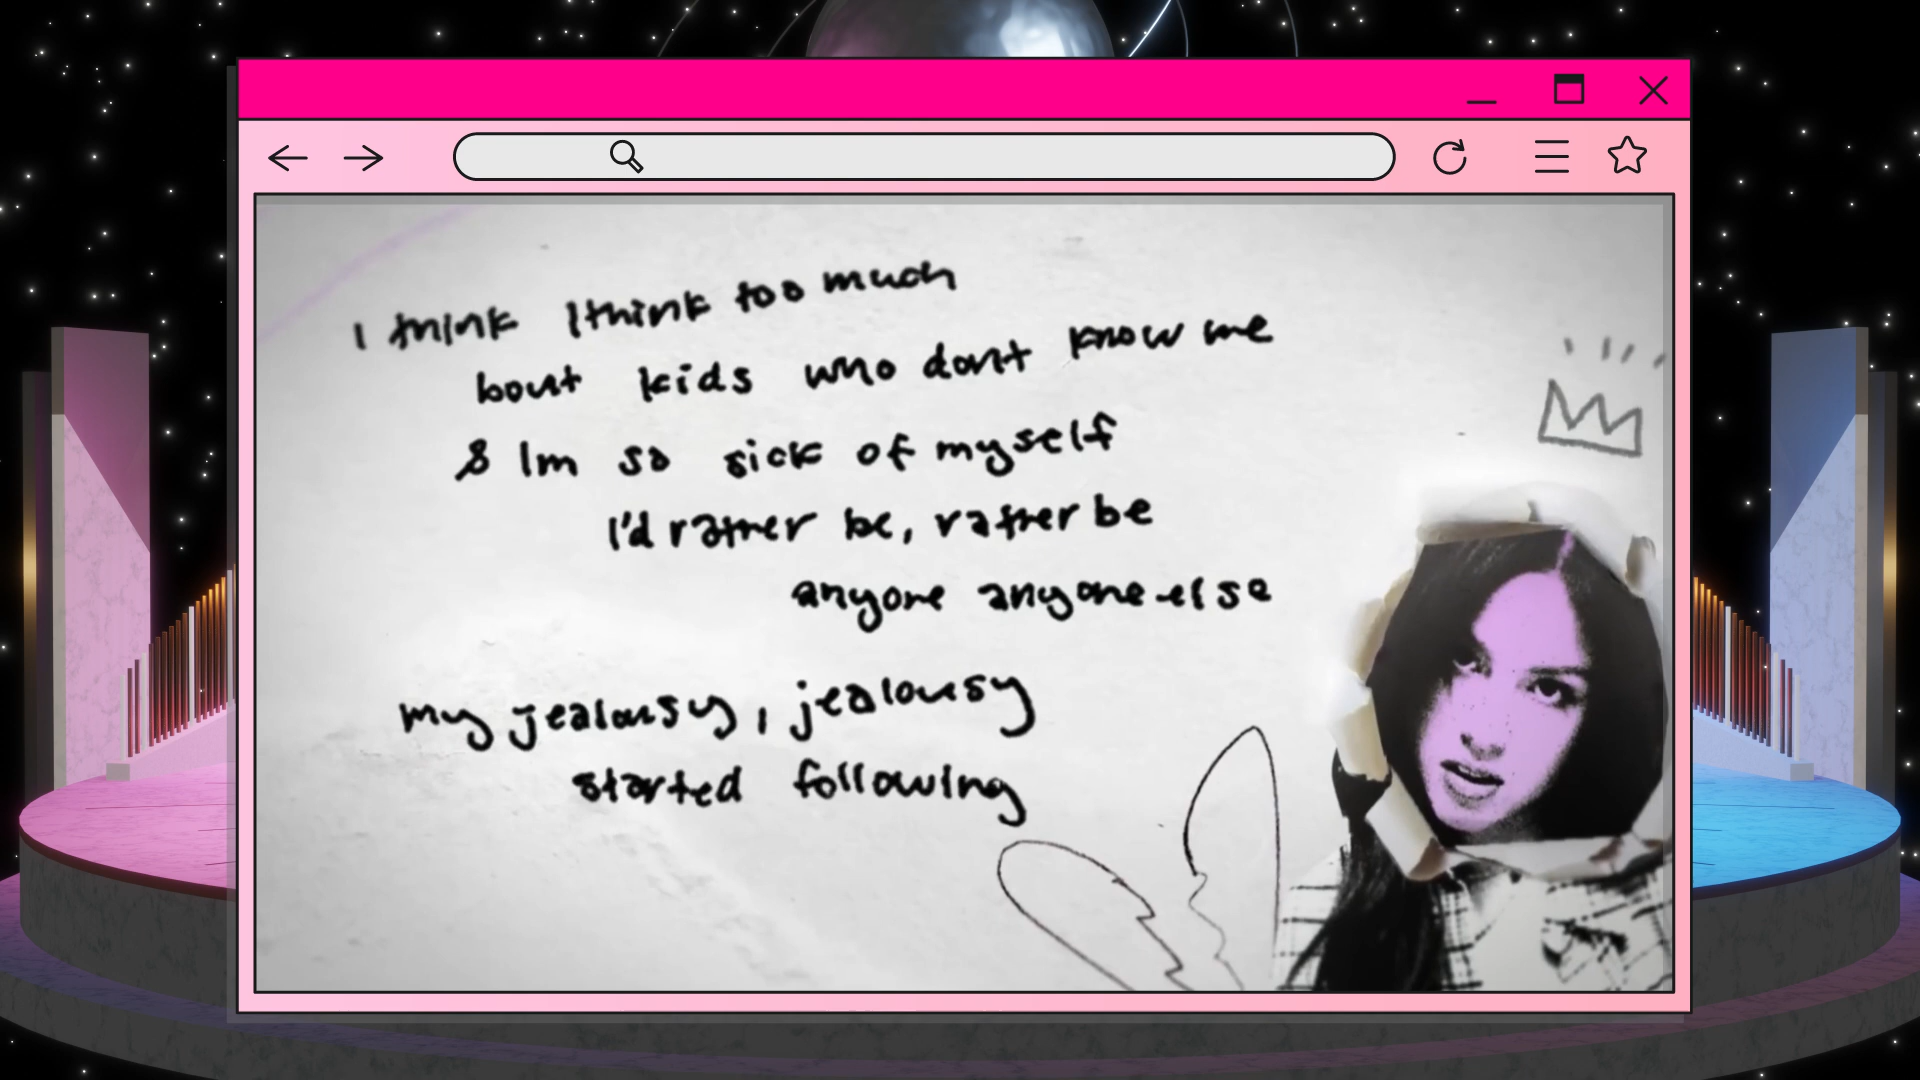 I think I think too much
bout kids who dont know me
& Im so sick of myself
I'd rather be, rather be
anyone anyone else
my jealousy, jealousy
started following